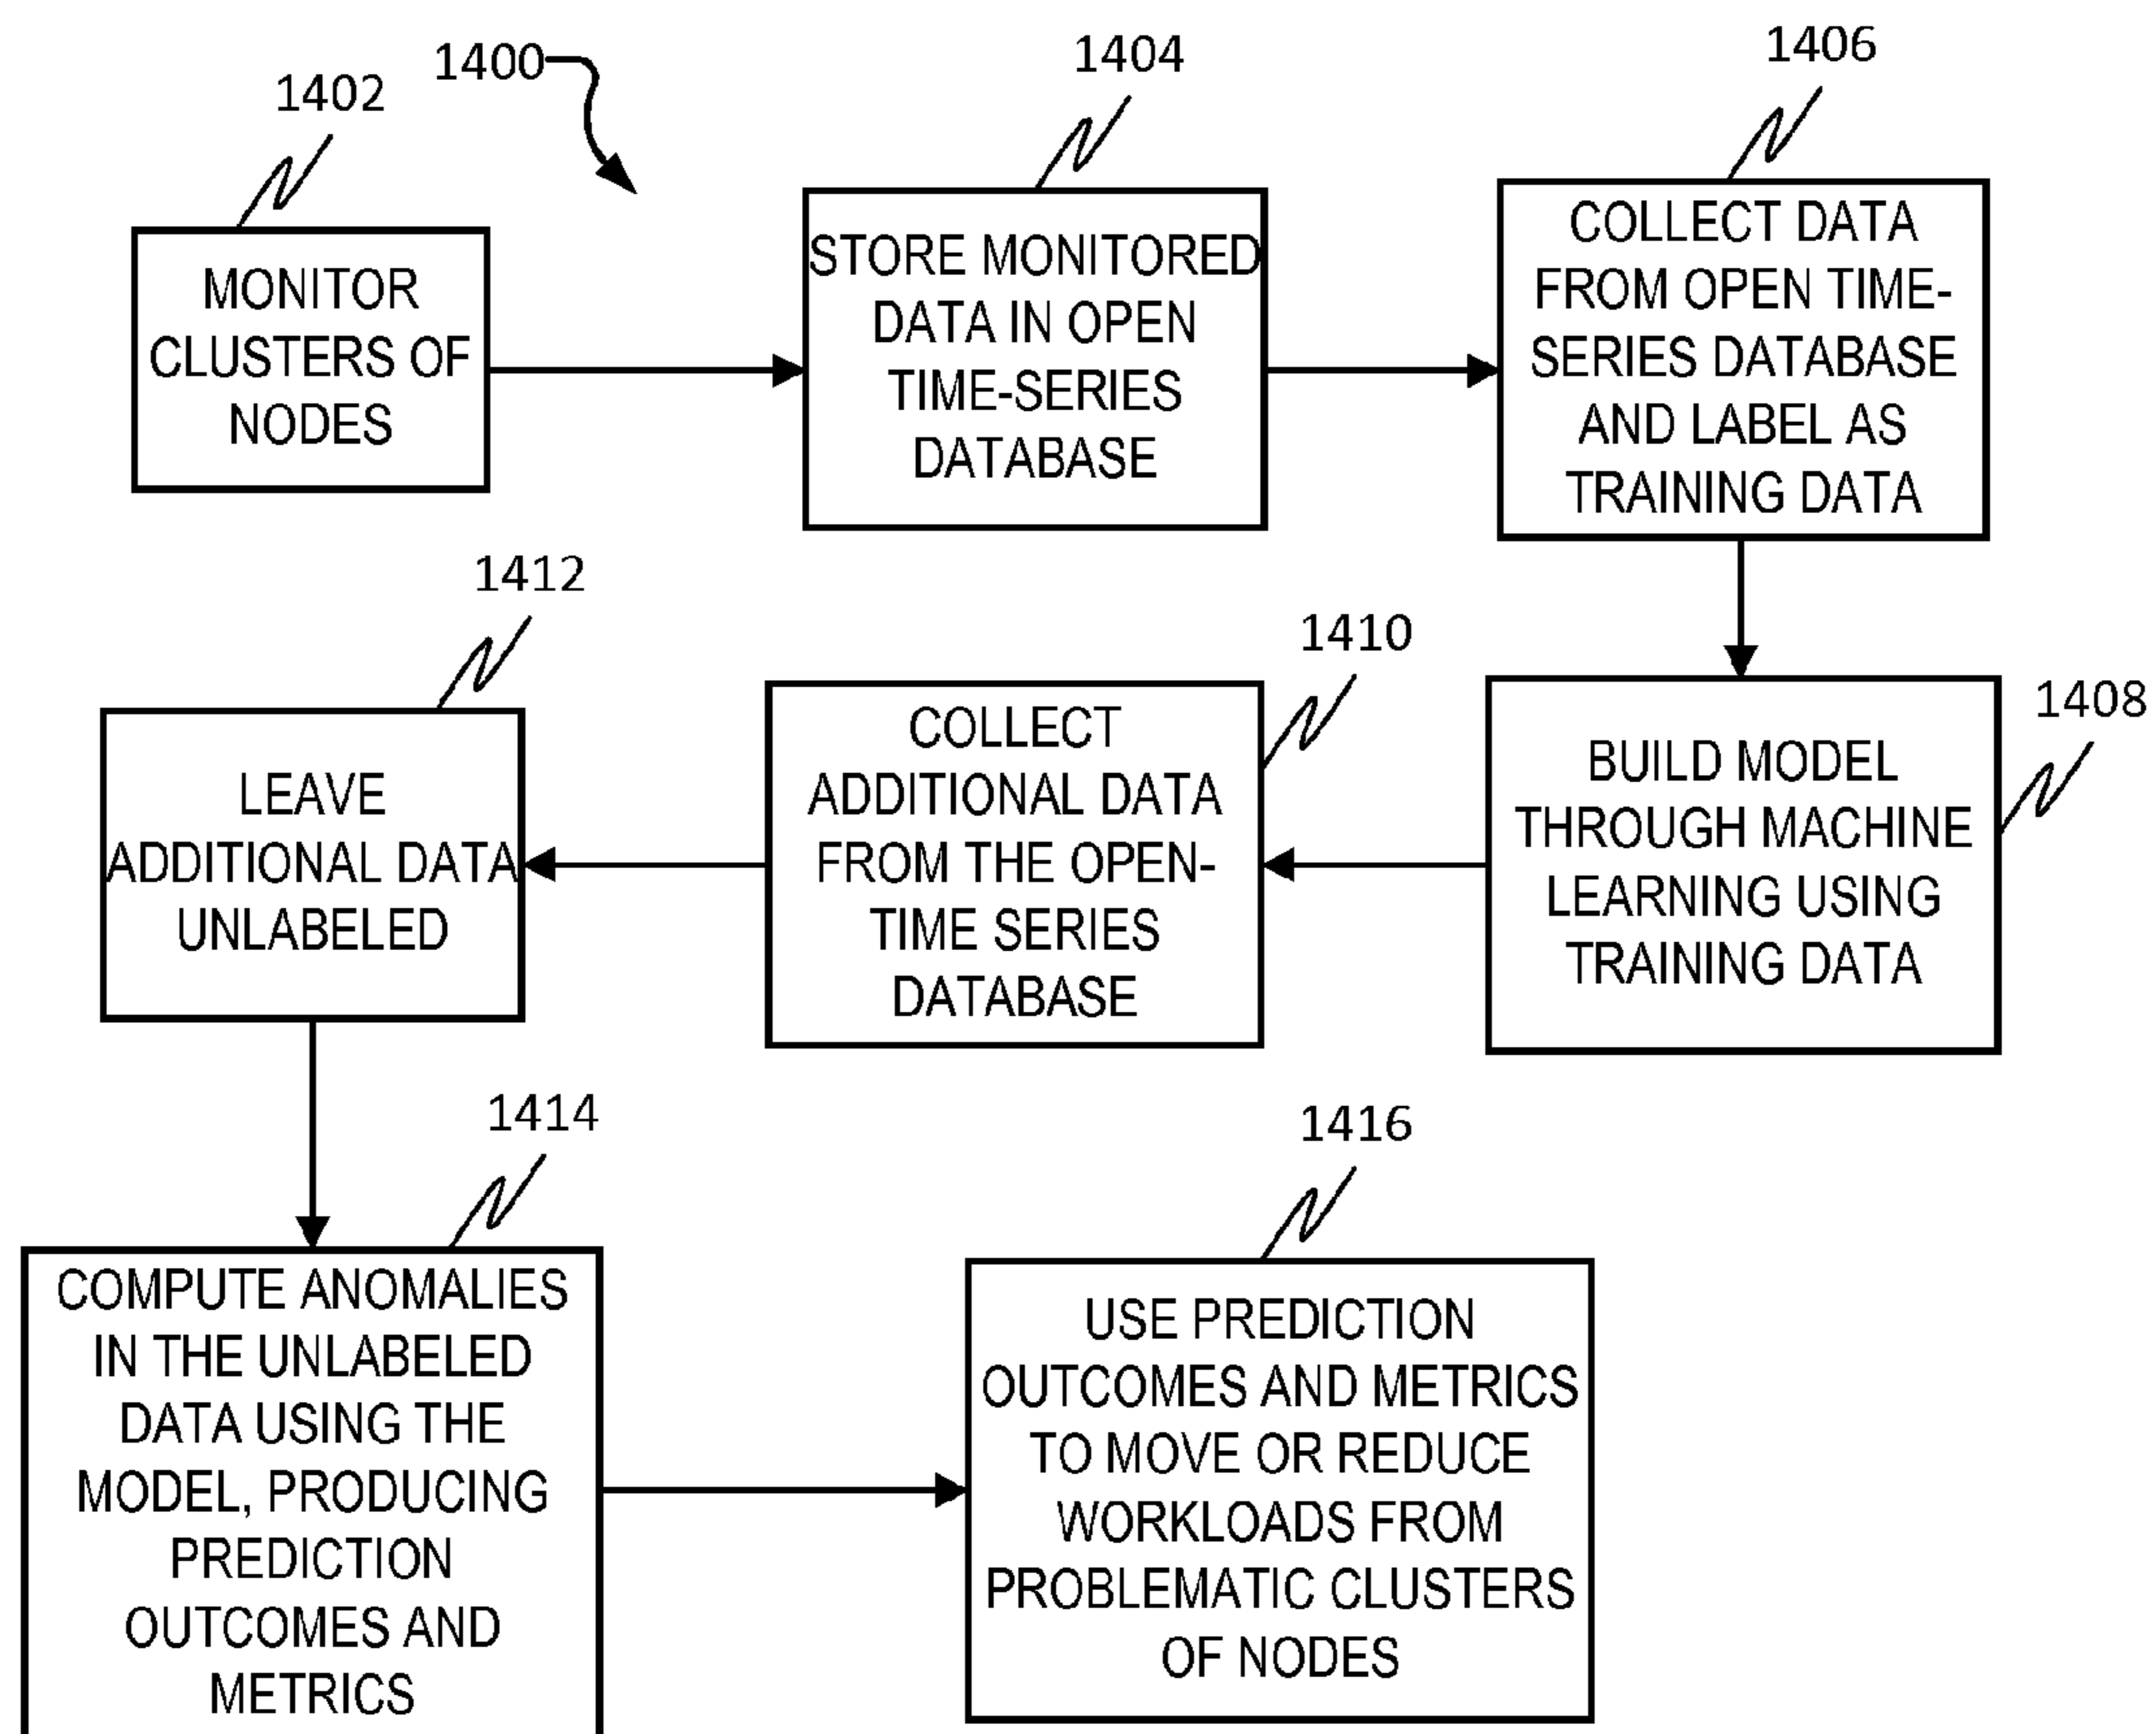 1400
1402
MONITOR
CLUSTERS OF
NODES
1404
STORE MONITORED
DATA IN OPEN
TIME-SERIES
DATABASE
1406
COLLECT DATA
FROM OPEN TIME-
SERIES DATABASE
AND LABEL AS
TRAINING DATA
1408
BUILD MODEL
THROUGH MACHINE
LEARNING USING
TRAINING DATA
1410
COLLECT
ADDITIONAL DATA
FROM THE OPEN-
TIME SERIES
DATABASE
1412
LEAVE
ADDITIONAL DATA
UNLABELED
1414
COMPUTE ANOMALIES
IN THE UNLABELED
DATA USING THE
MODEL, PRODUCING
PREDICTION
OUTCOMES AND
METRICS
1416
USE PREDICTION
OUTCOMES AND METRICS
TO MOVE OR REDUCE
WORKLOADS FROM
PROBLEMATIC CLUSTERS
OF NODES